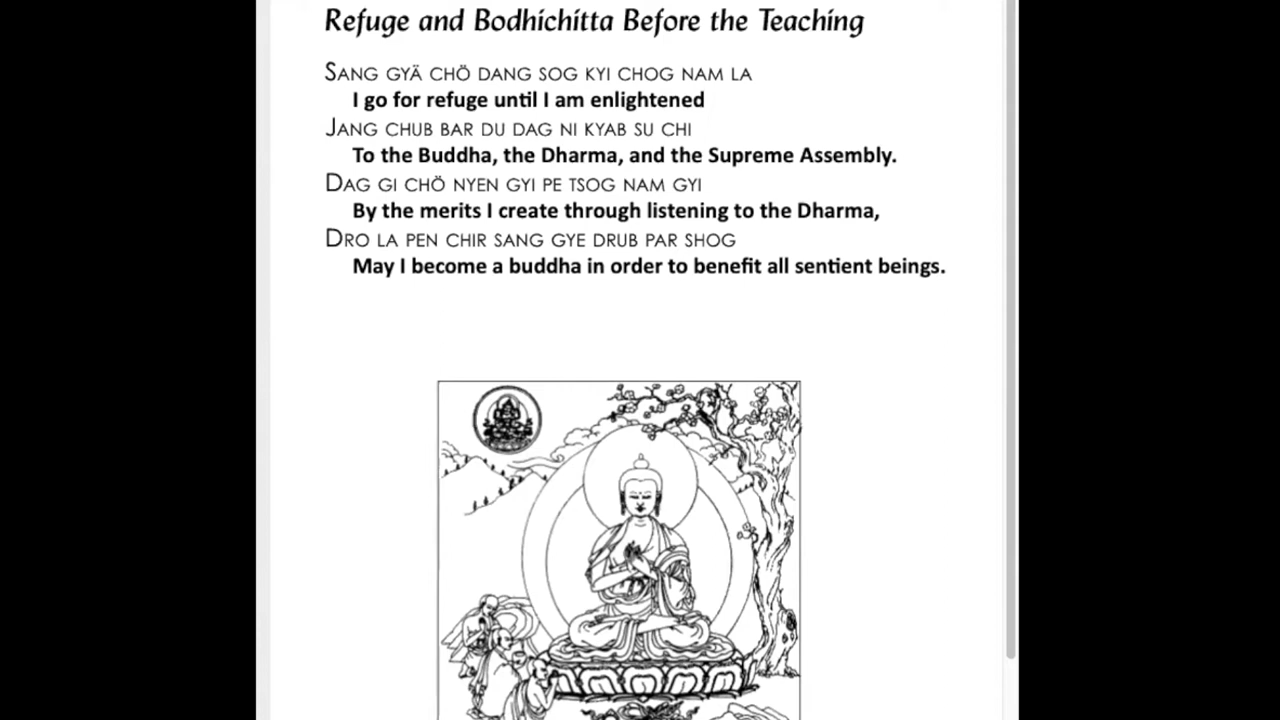 Refuge and Bodhichitta Before the Teaching
SANG GYÄ CHÖ DANG SOG KYI CHOG NAM LA
I go for refuge until I am enlightened
JANG CHUB BAR DU DAG NI KYAB SU CHI
To the Buddha, the Dharma, and the Supreme Assembly.
DAG GI CHÖ NYEN GYI PE TSOG NAM GYI
By the merits I create through listening to the Dharma,
DRO LA PEN CHIR SANG GYE DRUB PAR SHOG
May I become a buddha in order to benefit all sentient beings.